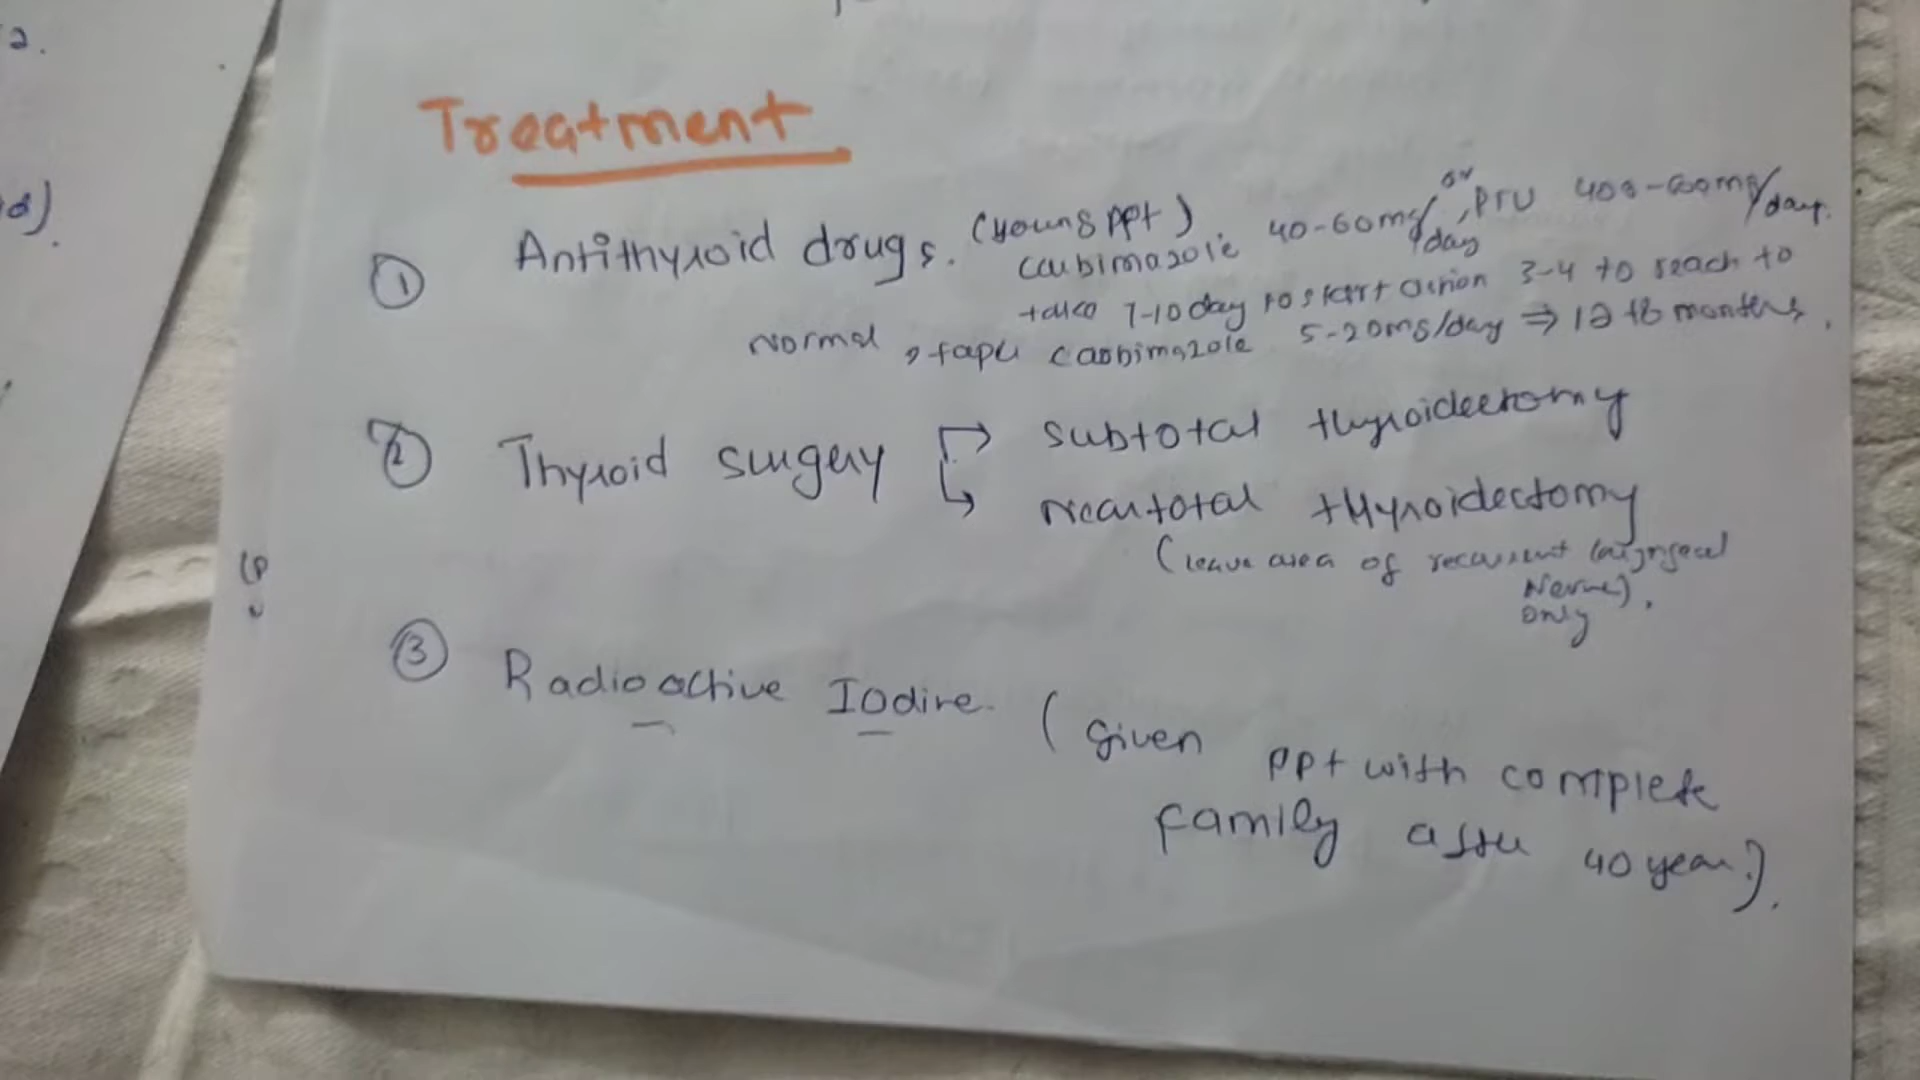 2.
d).
Treatment
① Antithyroid drugs. (young ppt)
carbimazole 40-60mg/day, or PTU 400-600mg/day.
take 7-10 day to start action 3-4 to reach to
normal, taper carbimazole 5-20mg/day ⇒ 12 18 months.
② Thyroid surgery → subtotal thyroidectomy
↳ neartotal thyroidectomy
(leave area of recurrent laryngeal
Nerve).
only
(P
③ Radioactive Iodine. (Given
ppt with complete
family after 40 year.).